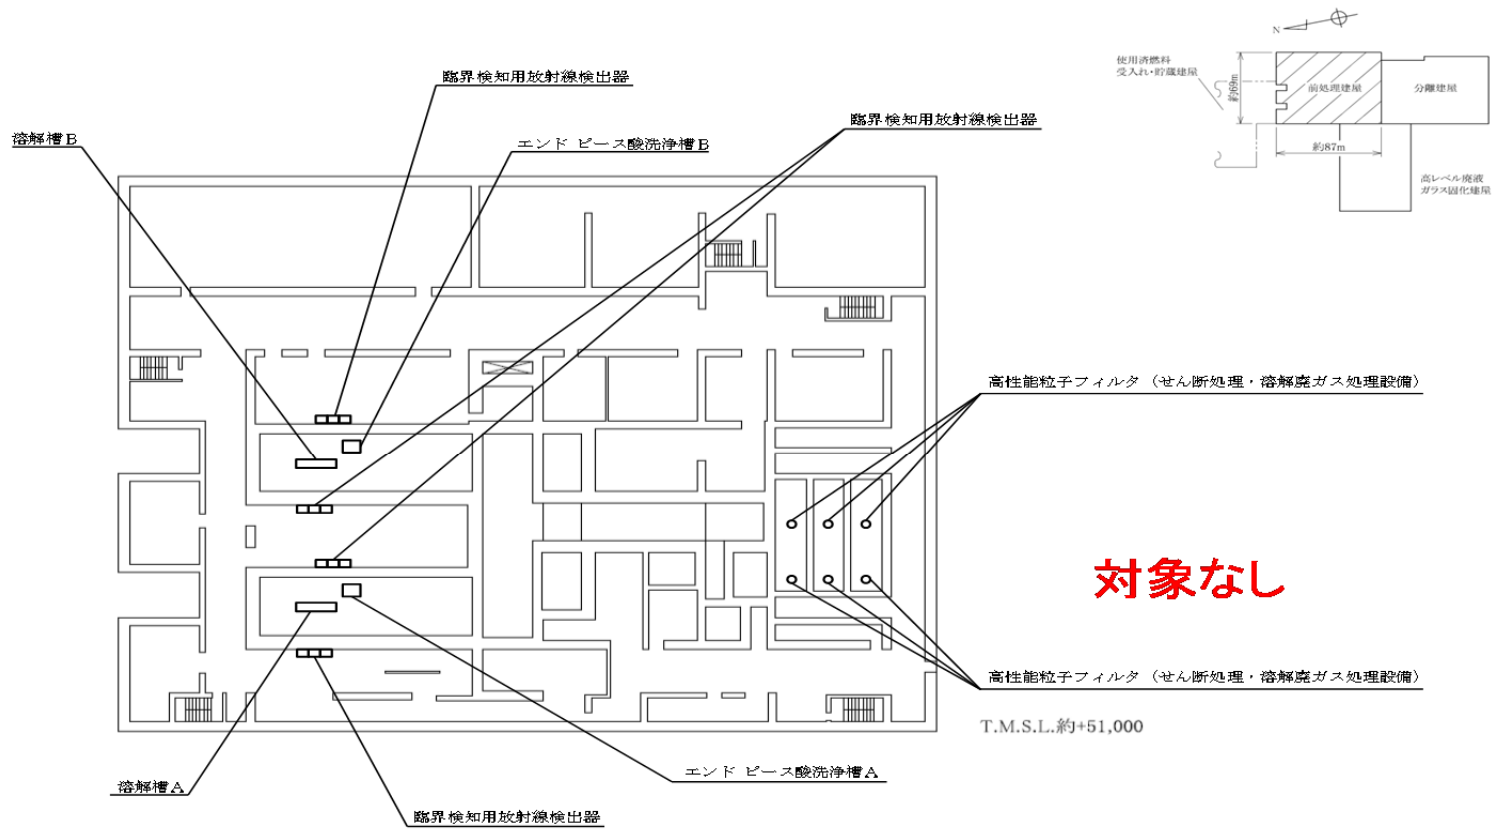 臨界検知用放射線検出器
N
使用済燃料
受入れ・貯蔵建屋
約69m
前処理建屋
分離建屋
約87m
高レベル廃液
ガラス固化建屋
臨界検知用放射線検出器
溶解槽B
エンド ピース酸洗浄槽B
高性能粒子フィルタ（せん断処理・溶解廃ガス処理設備）
対象なし
高性能粒子フィルタ（せん断処理・溶解廃ガス処理設備）
T.M.S.L.約+51,000
エンド ピース酸洗浄槽A
溶解槽A
臨界検知用放射線検出器